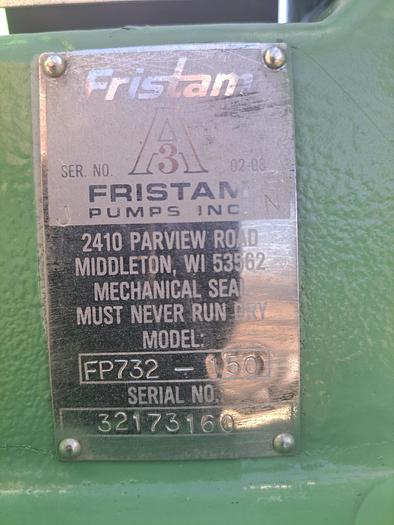 Fristam
A
3
SER. NO. 02-08
FRISTAM
PUMPS INC.
2410 PARVIEW ROAD
MIDDLETON, WI 53562
MECHANICAL SEAL
MUST NEVER RUN DRY
MODEL:
FP732 - 150
SERIAL NO.
32173160